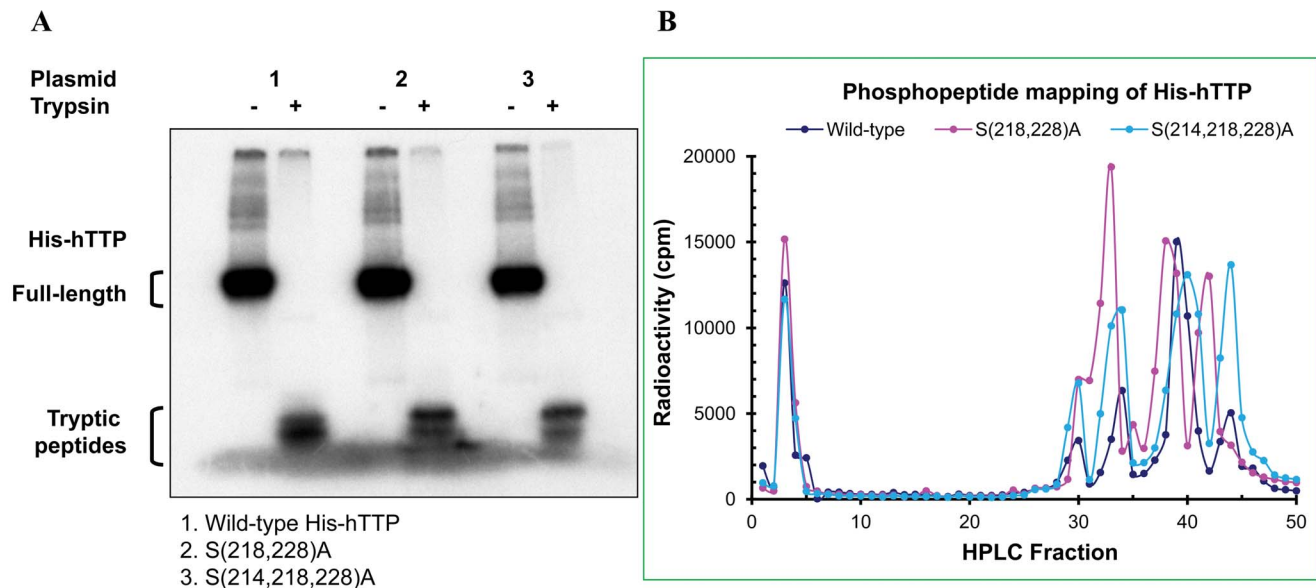 A
Plasmid 1 2 3
Trypsin - + - + - +
His-hTTP
Full-length
Tryptic
peptides
1. Wild-type His-hTTP
2. S(218,228)A
3. S(214,218,228)A
B
Phosphopeptide mapping of His-hTTP
Wild-type S(218,228)A S(214,218,228)A
Radioactivity (cpm)
20000
15000
10000
5000
0
0 10 20 30 40 50
HPLC Fraction